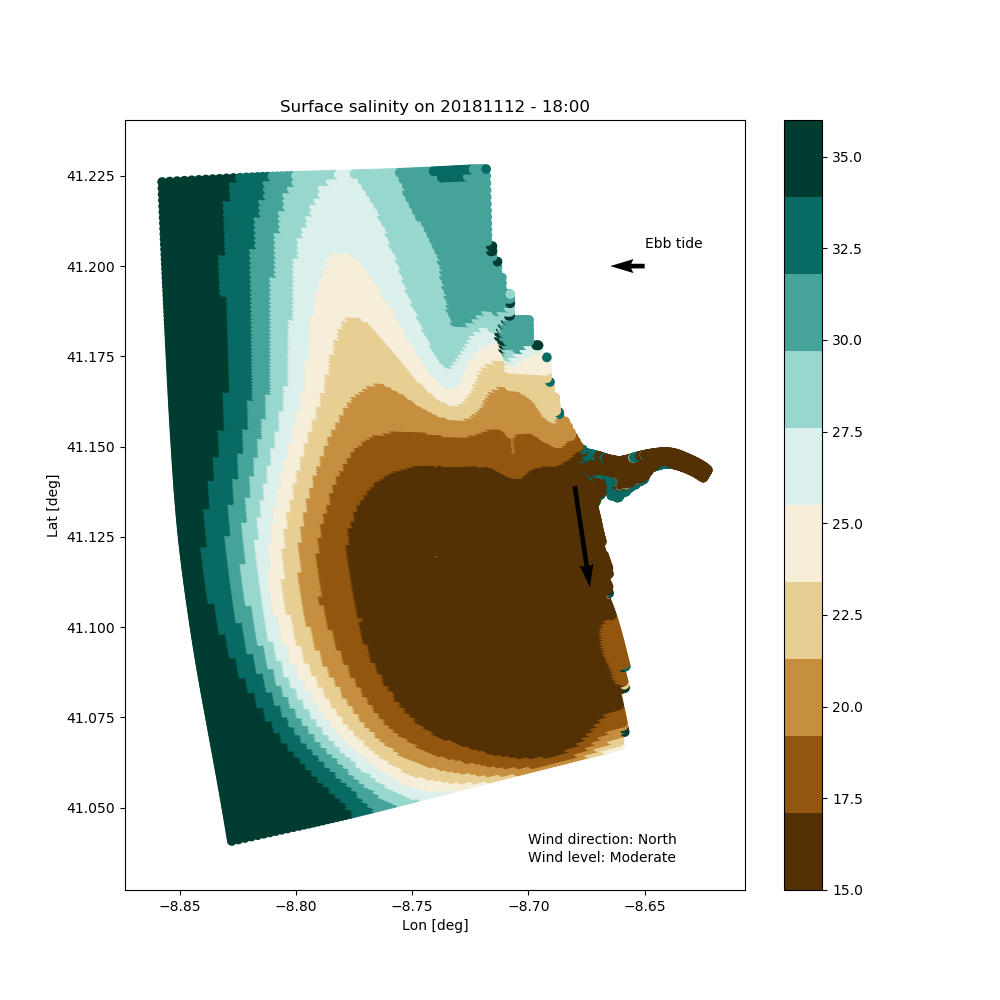 Surface salinity on 20181112 - 18:00
41.225
41.200
41.175
41.150
41.125
41.100
41.075
41.050
Lat [deg]
Ebb tide
Wind direction: North
Wind level: Moderate
−8.85 −8.80 −8.75 −8.70 −8.65
Lon [deg]
35.0
32.5
30.0
27.5
25.0
22.5
20.0
17.5
15.0